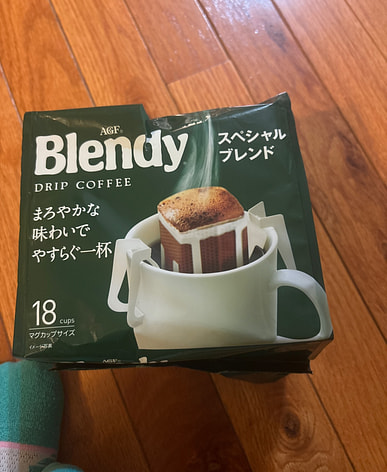 AGF®
Blendy
DRIP COFFEE
スペシャル
ブレンド
まろやかな
味わいで
やすらぐ一杯
18 cups
マグカップサイズ
AGF
Blendy